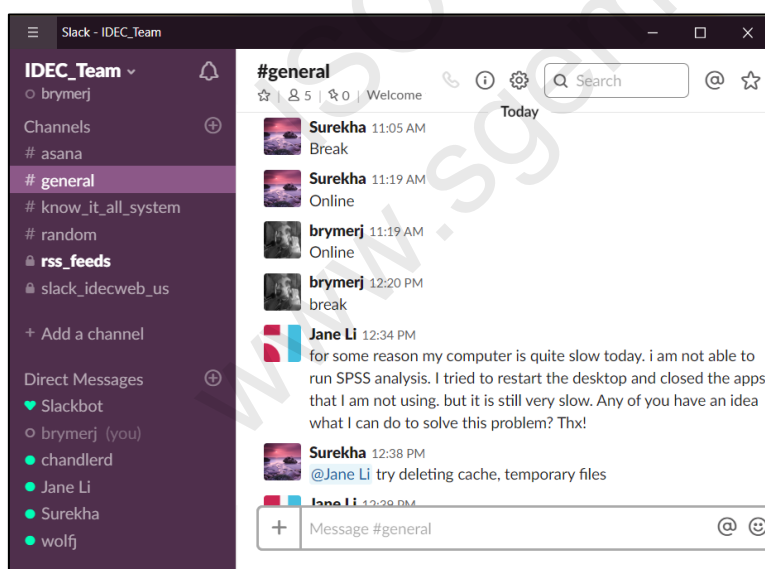 Slack - IDEC_Team
IDEC_Team
brymerj
Channels
# asana
# general
# know_it_all_system
# random
rss_feeds
slack_idecweb_us
+ Add a channel
Direct Messages
Slackbot
brymerj (you)
chandlerd
Jane Li
Surekha
wolfj
#general
5 | 0 | Welcome
Search
Today
Surekha 11:05 AM
Break
Surekha 11:19 AM
Online
brymerj 11:19 AM
Online
brymerj 12:20 PM
break
Jane Li 12:34 PM
for some reason my computer is quite slow today. i am not able to
run SPSS analysis. I tried to restart the desktop and closed the apps
that I am not using. but it is still very slow. Any of you have an idea
what I can do to solve this problem? Thx!
Surekha 12:38 PM
@Jane Li try deleting cache, temporary files
Jane Li 12:39 PM
Message #general